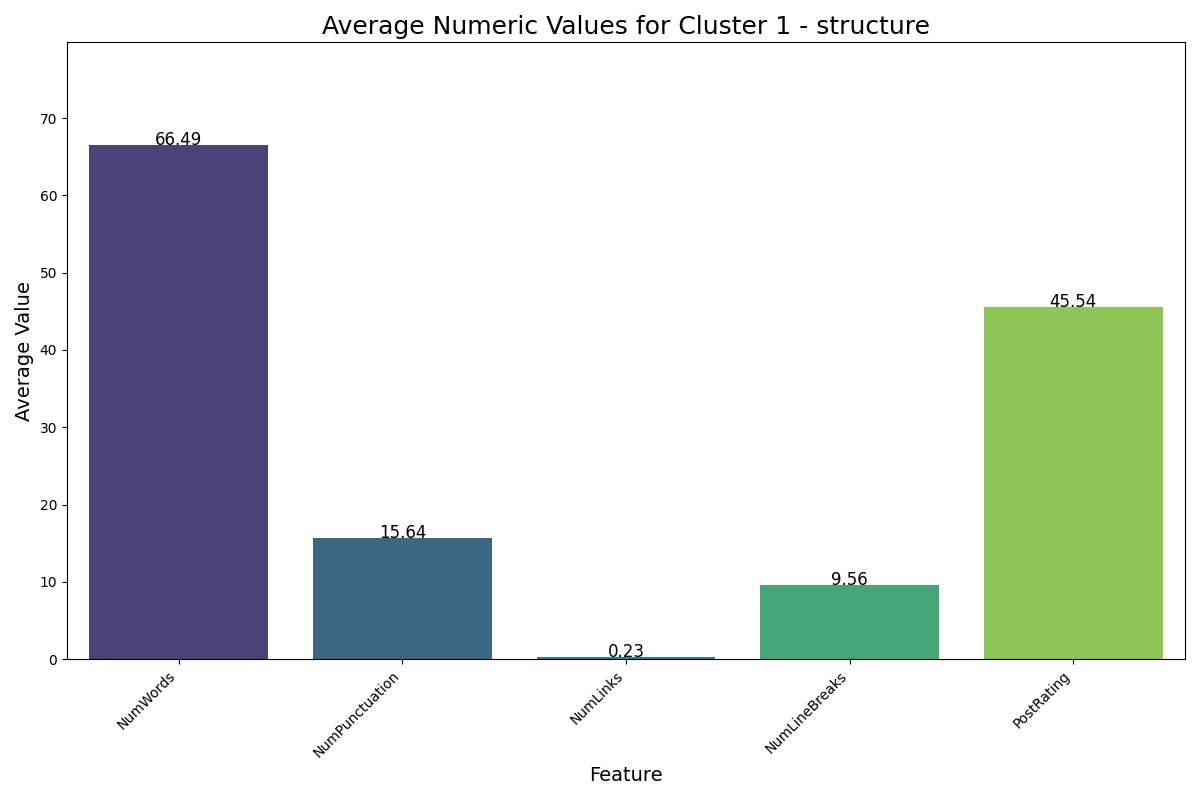 Average Numeric Values for Cluster 1 - structure
Average Value
70
60
50
40
30
20
10
0
66.49
15.64
0.23
9.56
45.54
NumWords
NumPunctuation
NumLinks
NumLineBreaks
PostRating
Feature